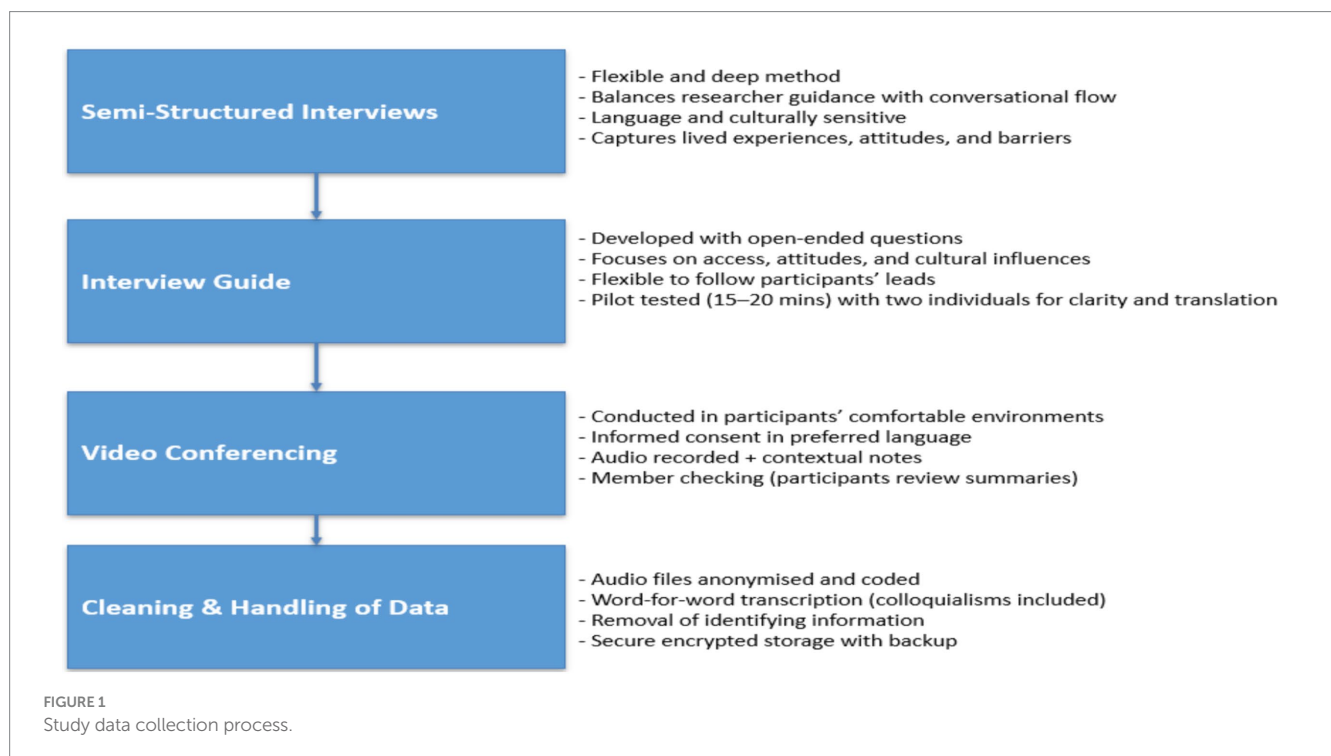 Semi-Structured Interviews
- Flexible and deep method
- Balances researcher guidance with conversational flow
- Language and culturally sensitive
- Captures lived experiences, attitudes, and barriers
Interview Guide
- Developed with open-ended questions
- Focuses on access, attitudes, and cultural influences
- Flexible to follow participants’ leads
- Pilot tested (15–20 mins) with two individuals for clarity and translation
Video Conferencing
- Conducted in participants’ comfortable environments
- Informed consent in preferred language
- Audio recorded + contextual notes
- Member checking (participants review summaries)
Cleaning & Handling of Data
- Audio files anonymised and coded
- Word-for-word transcription (colloquialisms included)
- Removal of identifying information
- Secure encrypted storage with backup
FIGURE 1
Study data collection process.